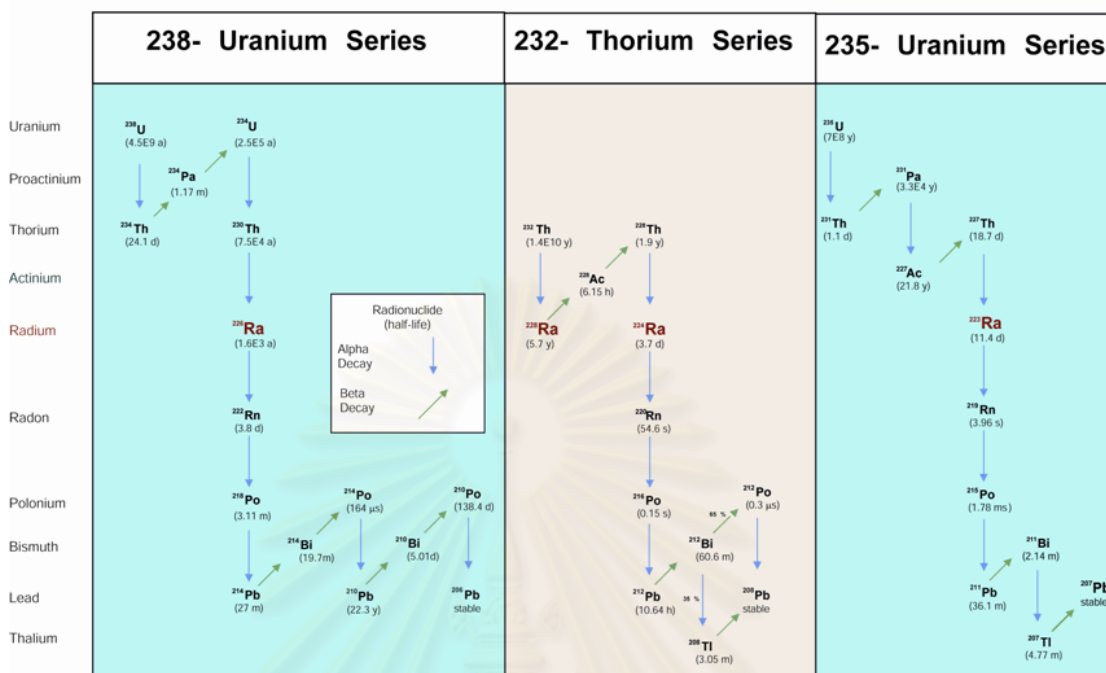 238- Uranium Series
232- Thorium Series
235- Uranium Series
Uranium
238U
(4.5E9 a)
234U
(2.5E5 a)
235U
(7E8 y)
Proactinium
234Pa
(1.17 m)
231Pa
(3.3E4 y)
Thorium
234Th
(24.1 d)
230Th
(7.5E4 a)
232Th
(1.4E10 y)
228Th
(1.9 y)
231Th
(1.1 d)
227Th
(18.7 d)
Actinium
228Ac
(6.15 h)
227Ac
(21.8 y)
Radium
226Ra
(1.6E3 a)
228Ra
(5.7 y)
224Ra
(3.7 d)
223Ra
(11.4 d)
Radionuclide
(half-life)
Alpha
Decay
Beta
Decay
Radon
222Rn
(3.8 d)
220Rn
(54.6 s)
219Rn
(3.96 s)
Polonium
218Po
(3.11 m)
214Po
(164 µs)
210Po
(138.4 d)
216Po
(0.15 s)
65 %
212Po
(0.3 µs)
215Po
(1.78 ms)
Bismuth
214Bi
(19.7m)
210Bi
(5.01d)
212Bi
(60.6 m)
211Bi
(2.14 m)
Lead
214Pb
(27 m)
210Pb
(22.3 y)
206Pb
stable
212Pb
(10.64 h)
35 %
208Pb
stable
211Pb
(36.1 m)
207Pb
stable
Thalium
208Tl
(3.05 m)
207Tl
(4.77 m)